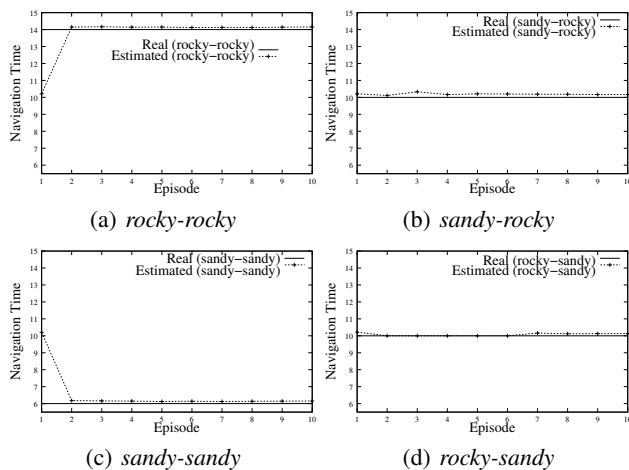 15
14
13
12
11
10
9
8
7
6
Navigation Time
Real (rocky−rocky)
Estimated (rocky−rocky)
1 2 3 4 5 6 7 8 9 10
Episode
(a) rocky-rocky
15
14
13
12
11
10
9
8
7
6
Navigation Time
Real (sandy−rocky)
Estimated (sandy−rocky)
1 2 3 4 5 6 7 8 9 10
Episode
(b) sandy-rocky
15
14
13
12
11
10
9
8
7
6
Navigation Time
Real (sandy−sandy)
Estimated (sandy−sandy)
1 2 3 4 5 6 7 8 9 10
Episode
(c) sandy-sandy
15
14
13
12
11
10
9
8
7
6
Navigation Time
Real (rocky−sandy)
Estimated (rocky−sandy)
1 2 3 4 5 6 7 8 9 10
Episode
(d) rocky-sandy